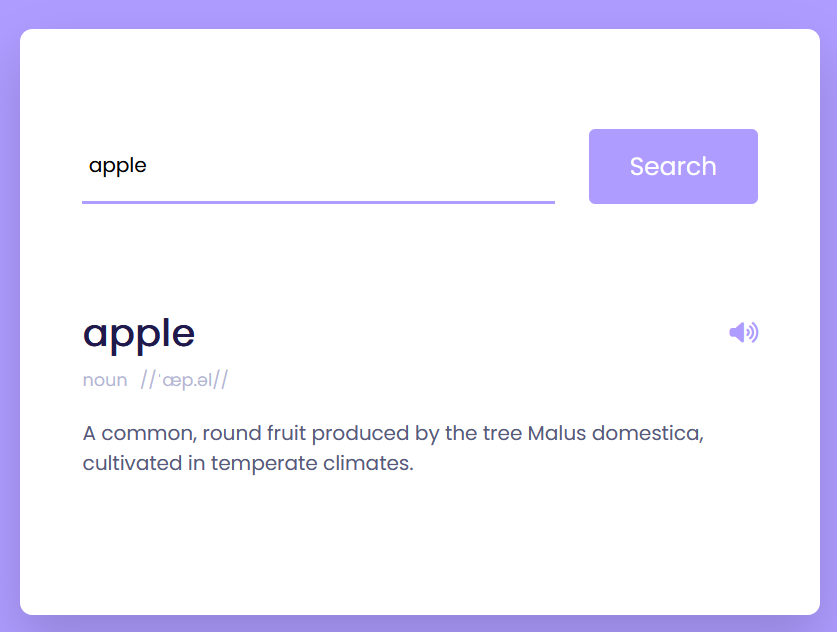 apple
Search
apple
noun //ˈæp.əl//
A common, round fruit produced by the tree Malus domestica,
cultivated in temperate climates.